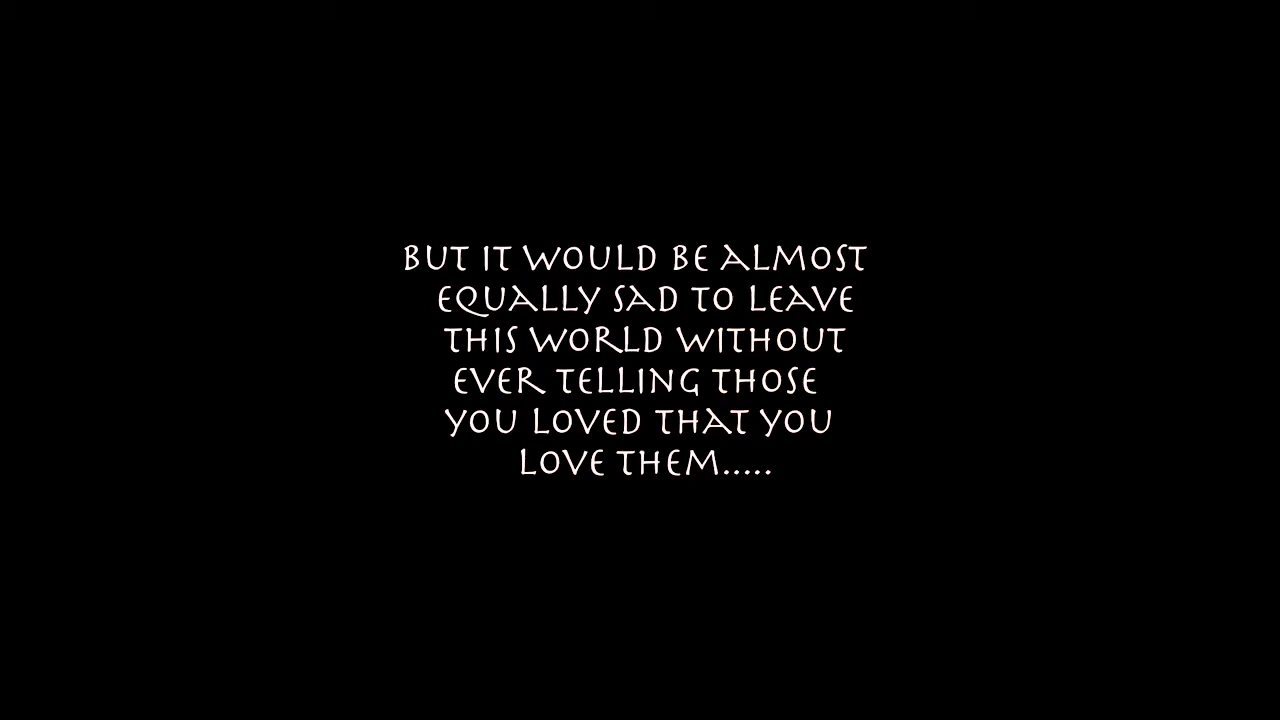 BUT IT WOULD BE ALMOST
EQUALLY SAD TO LEAVE
THIS WORLD WITHOUT
EVER TELLING THOSE
YOU LOVED THAT YOU
LOVE THEM.....